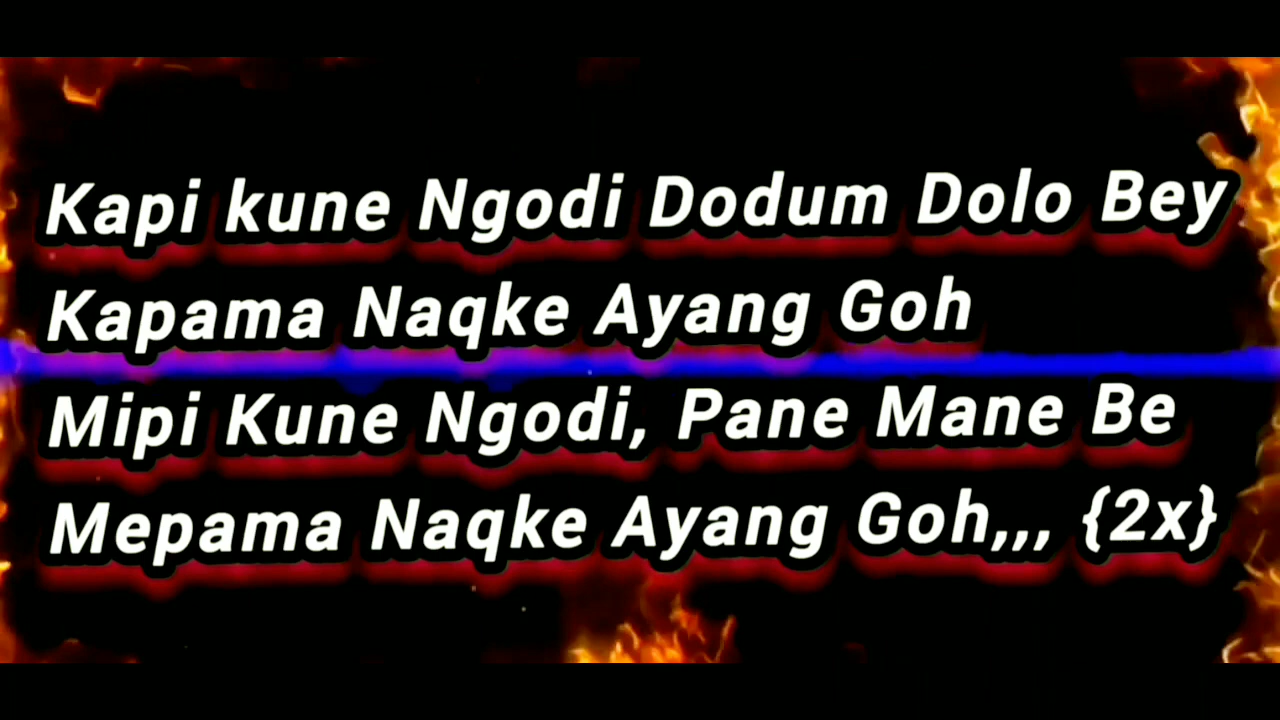 Kapi kune Ngodi Dodum Dolo Bey
Kapama Naqke Ayang Goh
Mipi Kune Ngodi, Pane Mane Be
Mepama Naqke Ayang Goh,,, {2x}